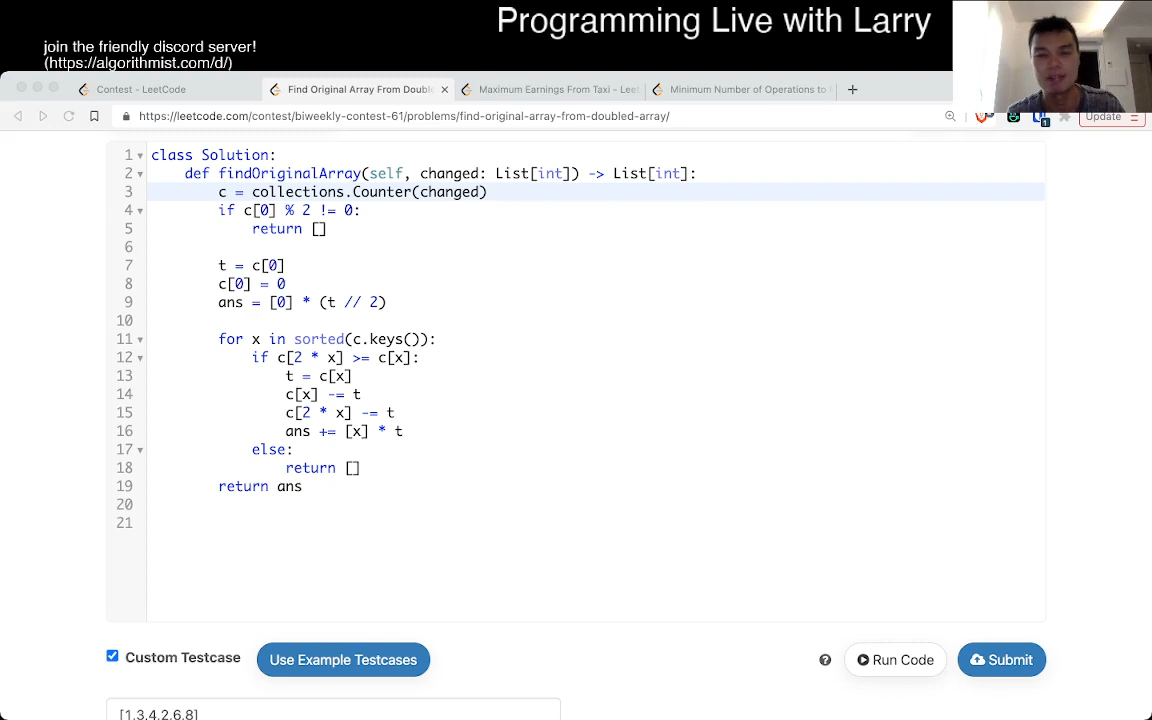 Programming Live with Larry
join the friendly discord server!
(https://algorithmist.com/d/)
Contest - LeetCode
Find Original Array From Double
Maximum Earnings From Taxi - Leet
Minimum Number of Operations to
https://leetcode.com/contest/biweekly-contest-61/problems/find-original-array-from-doubled-array/
1
Update
1 class Solution:
2 def findOriginalArray(self, changed: List[int]) -> List[int]:
3 c = collections.Counter(changed)
4 if c[0] % 2 != 0:
5 return []
6
7 t = c[0]
8 c[0] = 0
9 ans = [0] * (t // 2)
10
11 for x in sorted(c.keys()):
12 if c[2 * x] >= c[x]:
13 t = c[x]
14 c[x] -= t
15 c[2 * x] -= t
16 ans += [x] * t
17 else:
18 return []
19 return ans
20
21
Custom Testcase
Use Example Testcases
? Run Code
Submit
[1,3,4,2,6,8]